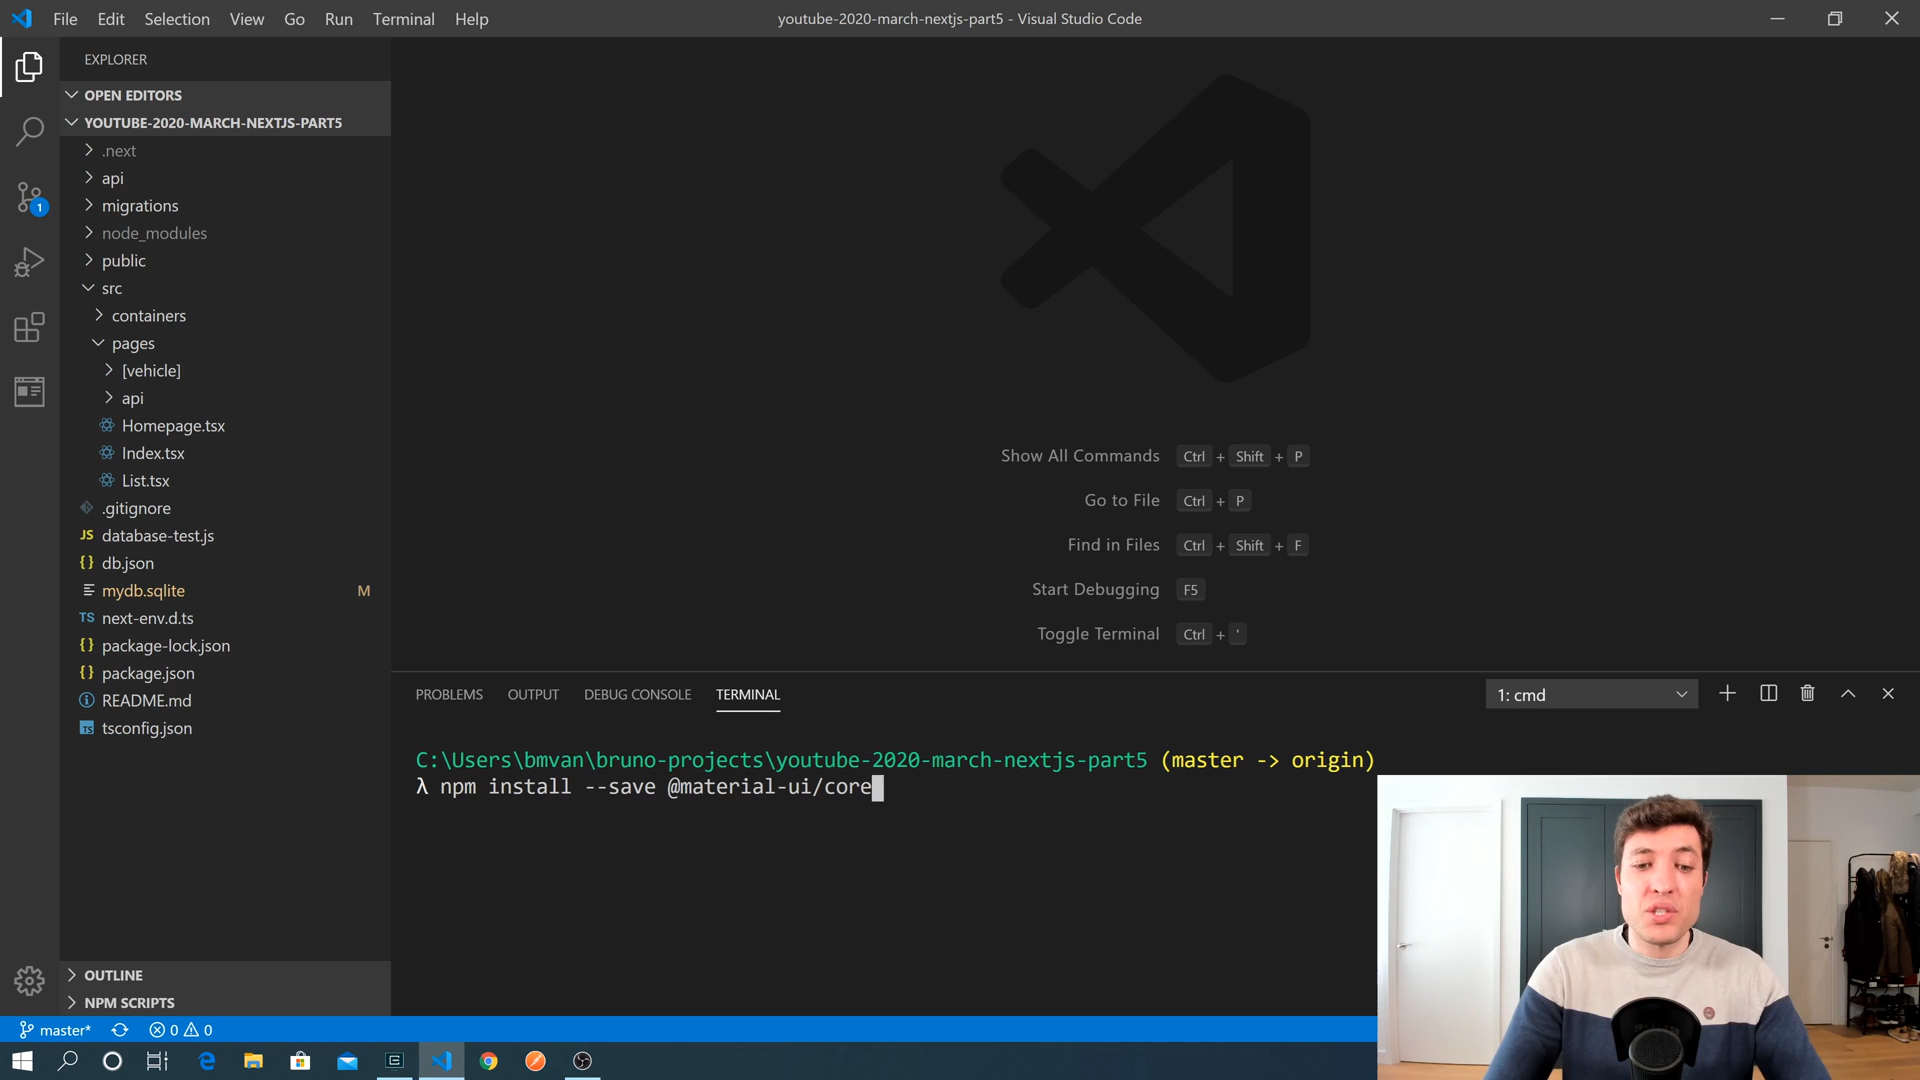 File Edit Selection View Go Run Terminal Help
youtube-2020-march-nextjs-part5 - Visual Studio Code
EXPLORER
OPEN EDITORS
YOUTUBE-2020-MARCH-NEXTJS-PART5
.next
api
migrations
node_modules
public
src
containers
pages
[vehicle]
api
Homepage.tsx
Index.tsx
List.tsx
.gitignore
JS database-test.js
{} db.json
mydb.sqlite M
TS next-env.d.ts
{} package-lock.json
{} package.json
README.md
TS tsconfig.json
OUTLINE
NPM SCRIPTS
1
Show All Commands Ctrl + Shift + P
Go to File Ctrl + P
Find in Files Ctrl + Shift + F
Start Debugging F5
Toggle Terminal Ctrl + '
PROBLEMS OUTPUT DEBUG CONSOLE TERMINAL
1: cmd
C:\Users\bmvan\bruno-projects\youtube-2020-march-nextjs-part5 (master -> origin)
λ npm install --save @material-ui/core
master* 0 0